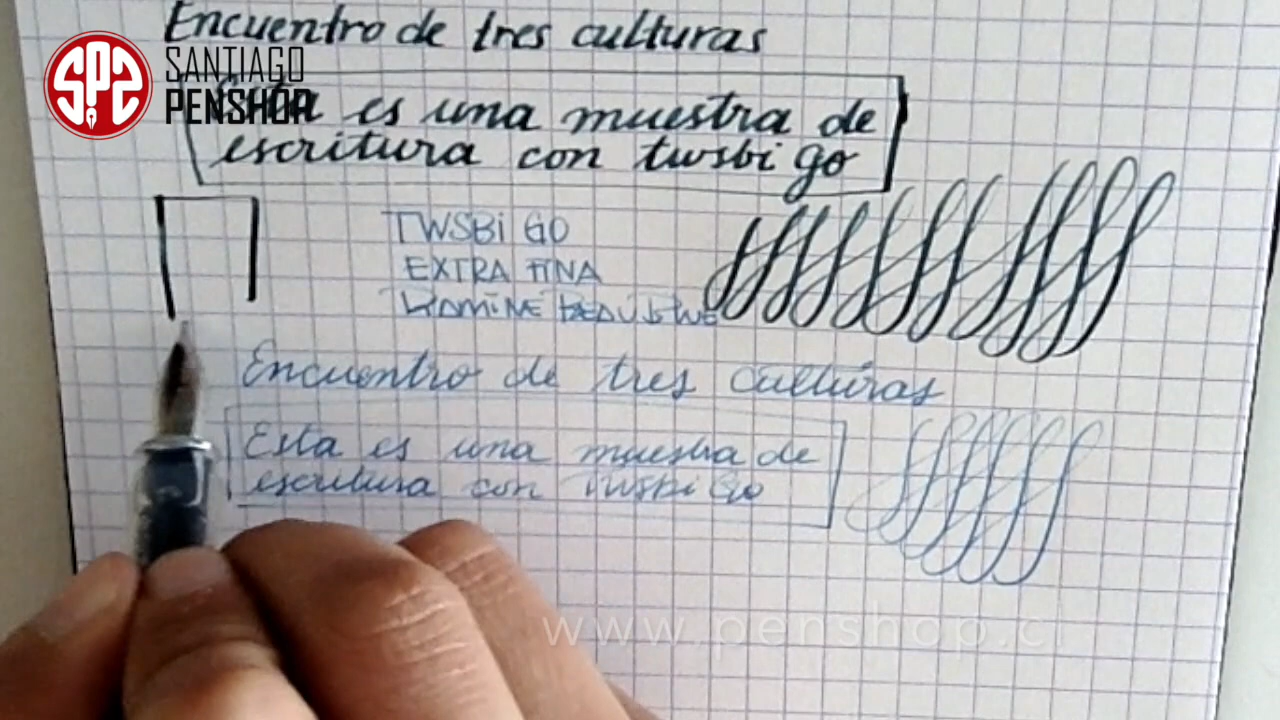 Encuentro de tres culturas
SANTIAGO
PENSHOP
Esta es una muestra de
escritura con twsbi go
TWSBi GO
EXTRA FINA
Encuentro de tres culturas
Esta es una muestra de
escritura con Twsbi Go
www.penshop.c